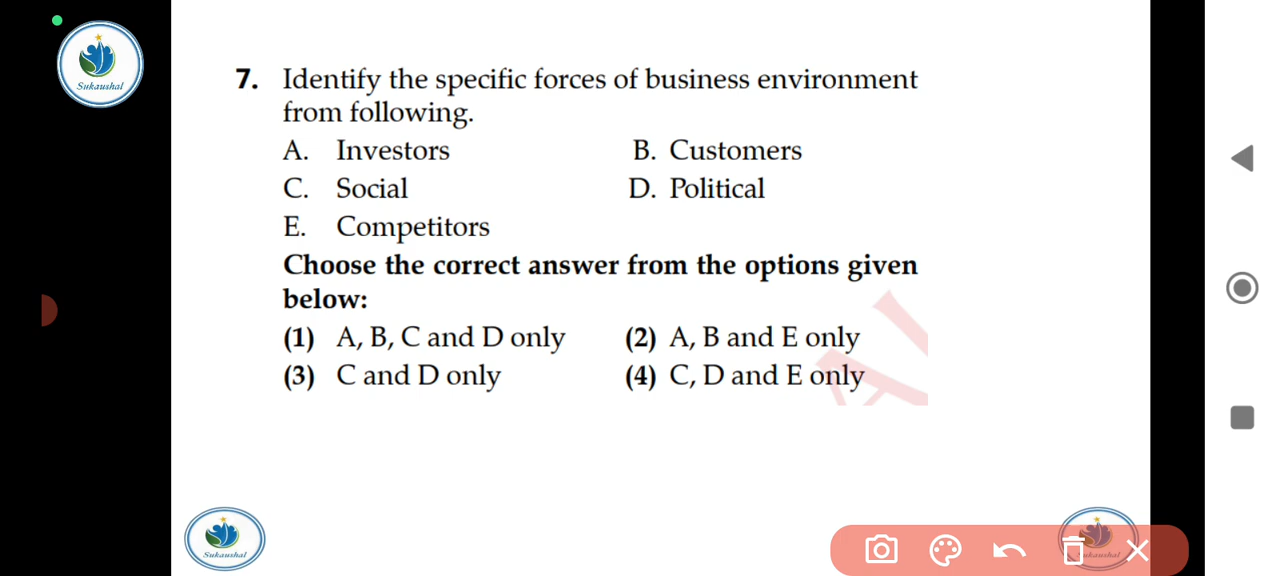 Sukaushal
7. Identify the specific forces of business environment
from following.
A. Investors B. Customers
C. Social D. Political
E. Competitors
Choose the correct answer from the options given
below:
(1) A, B, C and D only (2) A, B and E only
(3) C and D only (4) C, D and E only
Sukaushal